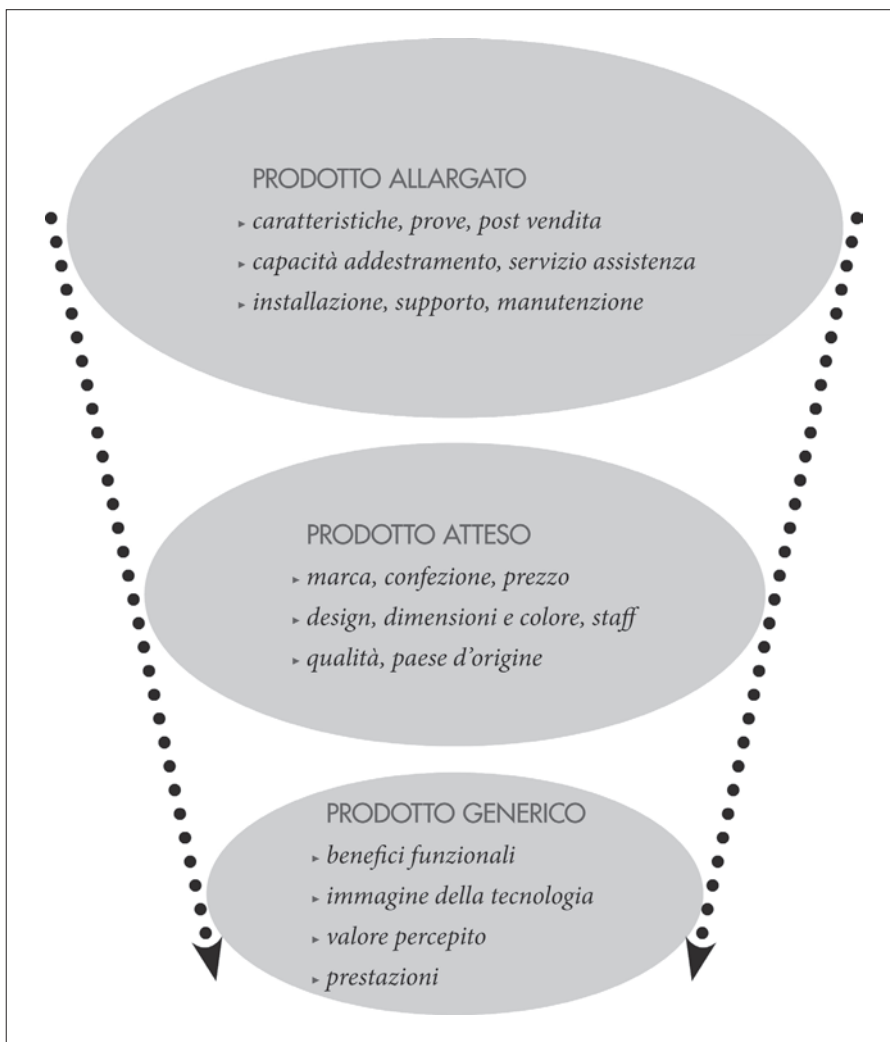 PRODOTTO ALLARGATO
▸ caratteristiche, prove, post vendita
▸ capacità addestramento, servizio assistenza
▸ installazione, supporto, manutenzione
PRODOTTO ATTESO
▸ marca, confezione, prezzo
▸ design, dimensioni e colore, staff
▸ qualità, paese d’origine
PRODOTTO GENERICO
▸ benefici funzionali
▸ immagine della tecnologia
▸ valore percepito
▸ prestazioni